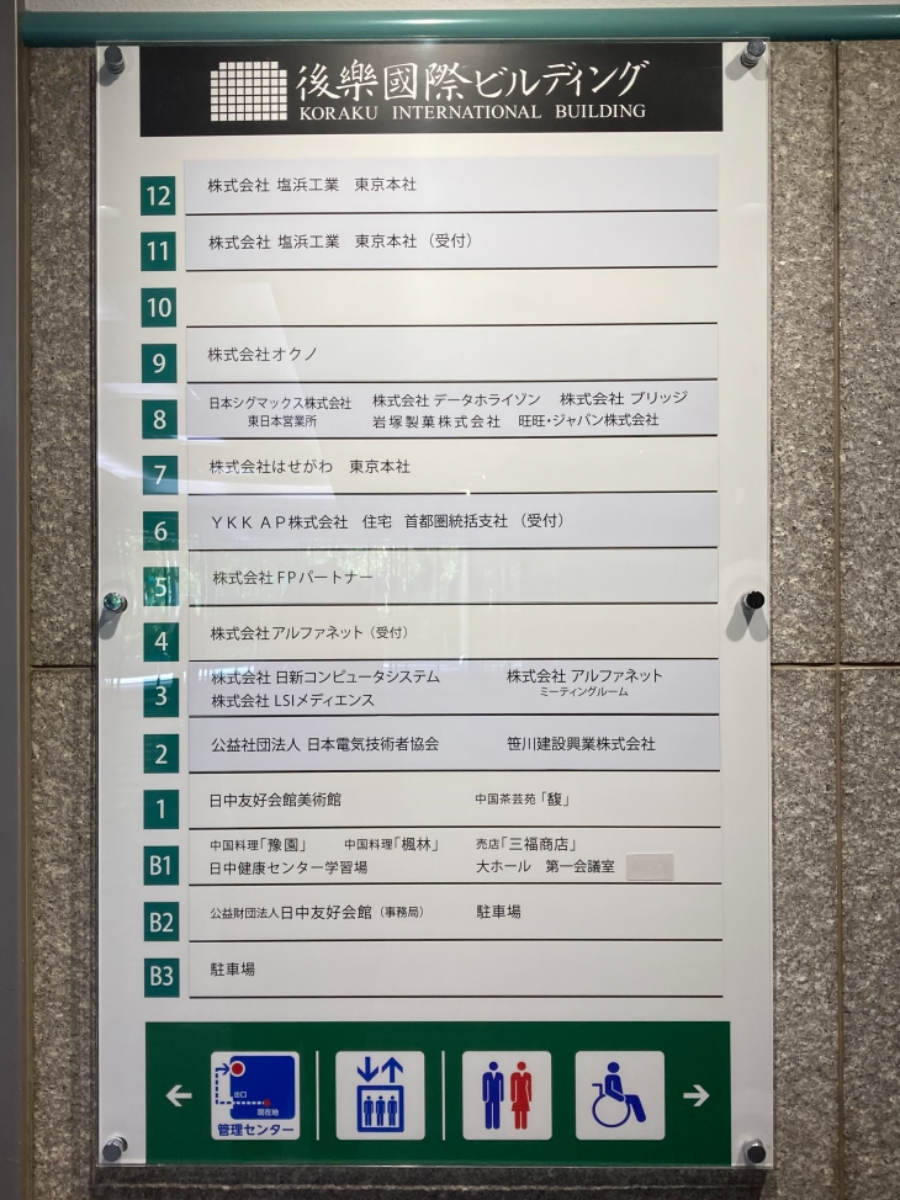 後樂國際ビルディング
KORAKU INTERNATIONAL BUILDING
12 株式会社 塩浜工業 東京本社
11 株式会社 塩浜工業 東京本社（受付）
10
9 株式会社オクノ
8 日本シグマックス株式会社 株式会社 データホライゾン 株式会社 ブリッジ
東日本営業所 岩塚製菓株式会社 旺旺・ジャパン株式会社
7 株式会社はせがわ 東京本社
6 YKK AP株式会社 住宅 首都圏統括支社（受付）
5 株式会社FPパートナー
4 株式会社アルファネット（受付）
3 株式会社 日新コンピュータシステム 株式会社 アルファネット
ミーティングルーム
株式会社 LSIメディエンス
2 公益社団法人 日本電気技術者協会 笹川建設興業株式会社
1 日中友好会館美術館 中国茶芸苑「馥」
B1 中国料理「豫園」 中国料理「楓林」 売店「三福商店」
日中健康センター学習場 大ホール 第一会議室
B2 公益財団法人日中友好会館（事務局） 駐車場
B3 駐車場
出口
現在地
管理センター